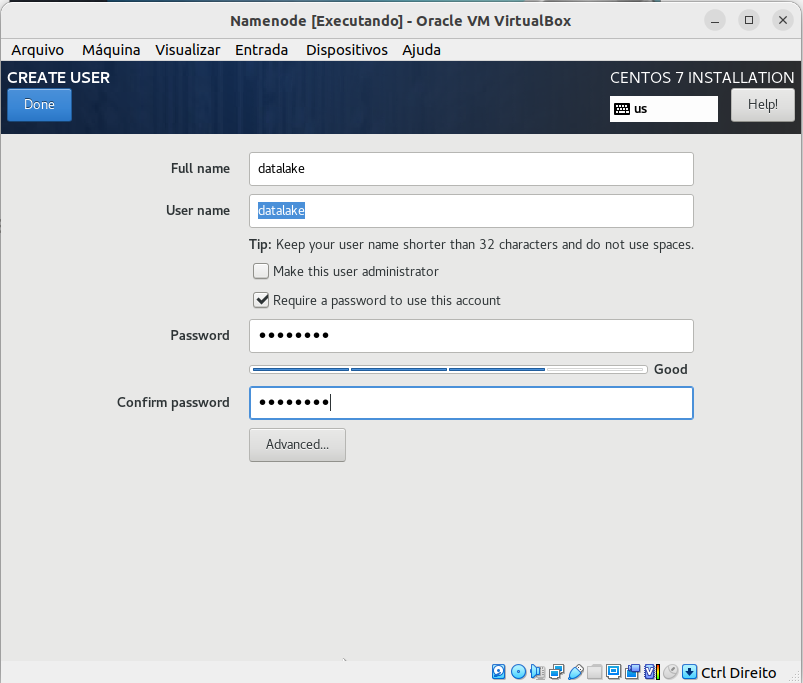 Namenode [Executando] - Oracle VM VirtualBox
Arquivo Máquina Visualizar Entrada Dispositivos Ajuda
CREATE USER
CENTOS 7 INSTALLATION
Done
us
Help!
Full name
datalake
User name
datalake
Tip: Keep your user name shorter than 32 characters and do not use spaces.
Make this user administrator
Require a password to use this account
Password
●●●●●●●●
Good
Confirm password
●●●●●●●●
Advanced...
Ctrl Direito